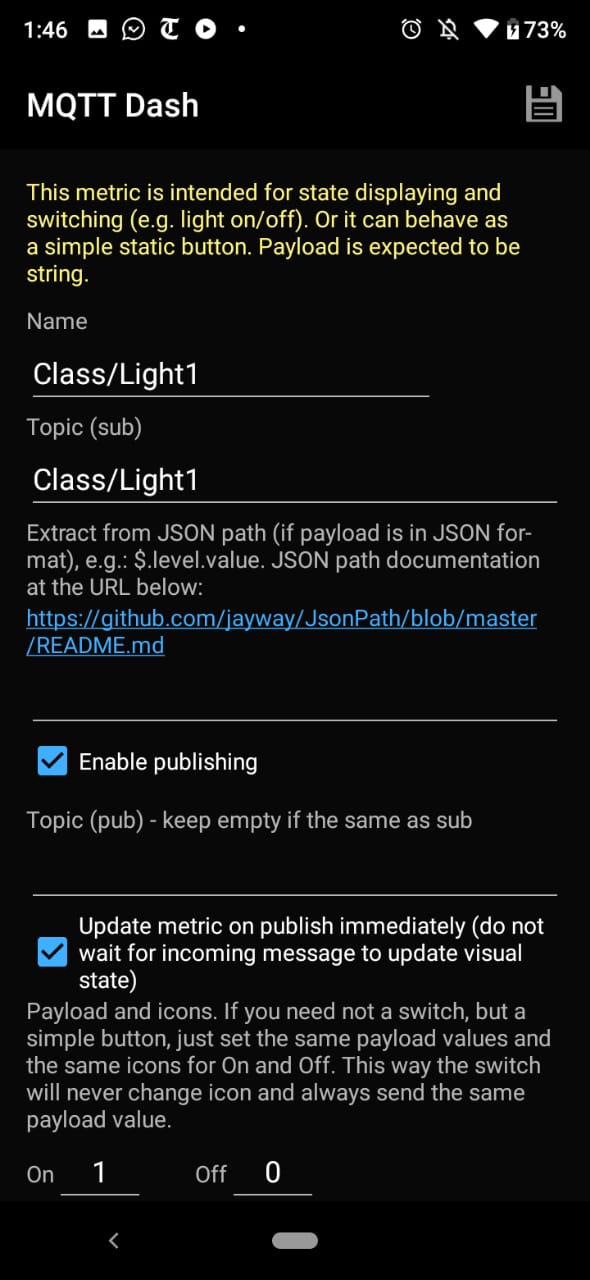 1:46 73%
MQTT Dash
This metric is intended for state displaying and
switching (e.g. light on/off). Or it can behave as
a simple static button. Payload is expected to be
string.
Name
Class/Light1
Topic (sub)
Class/Light1
Extract from JSON path (if payload is in JSON for-
mat), e.g.: $.level.value. JSON path documentation
at the URL below:
https://github.com/jayway/JsonPath/blob/master
/README.md
Enable publishing
Topic (pub) - keep empty if the same as sub
Update metric on publish immediately (do not
wait for incoming message to update visual
state)
Payload and icons. If you need not a switch, but a
simple button, just set the same payload values and
the same icons for On and Off. This way the switch
will never change icon and always send the same
payload value.
On 1 Off 0